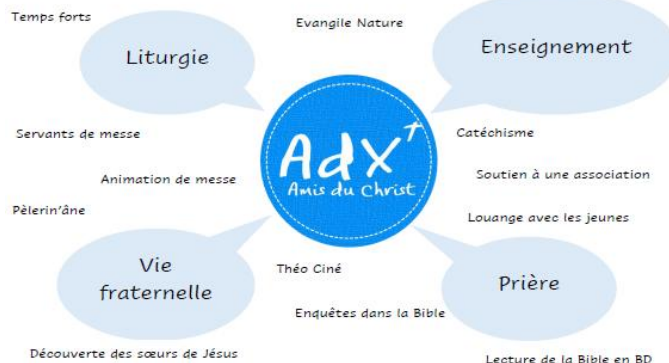 Temps forts
Evangile Nature
Liturgie
Enseignement
AdX+
Amis du Christ
Servants de messe
Catéchisme
Animation de messe
Soutien à une association
Pèlerin'âne
Louange avec les jeunes
Vie
fraternelle
Théo Ciné
Prière
Enquêtes dans la Bible
Découverte des sœurs de Jésus
Lecture de la Bible en BD